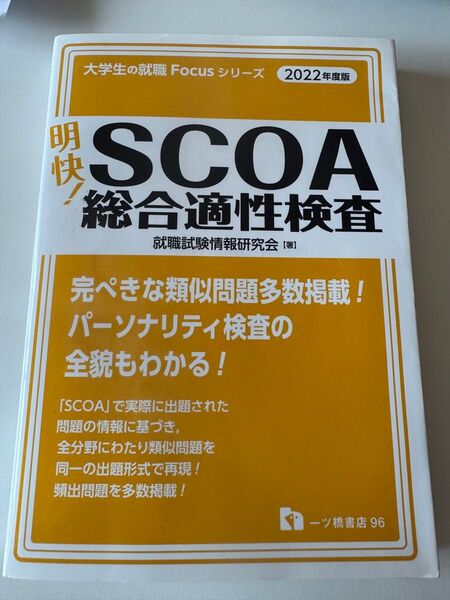 大学生の就職 Focus シリーズ 2022年度版
明快!
SCOA
総合適性検査
就職試験情報研究会【著】
完ぺきな類似問題多数掲載!
パーソナリティ検査の
全貌もわかる!
「SCOA」で実際に出題された
問題の情報に基づき,
全分野にわたり類似問題を
同一の出題形式で再現!
頻出問題を多数掲載!
一ツ橋書店 96